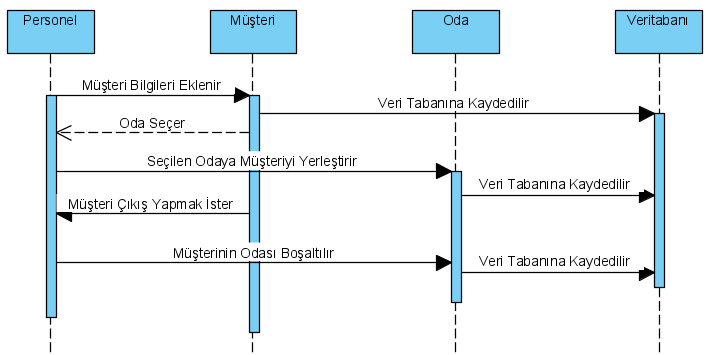 Personel
Müşteri
Oda
Veritabanı
Müşteri Bilgileri Eklenir
Veri Tabanına Kaydedilir
Oda Seçer
Seçilen Odaya Müşteriyi Yerleştirir
Veri Tabanına Kaydedilir
Müşteri Çıkış Yapmak İster
Müşterinin Odası Boşaltılır
Veri Tabanına Kaydedilir